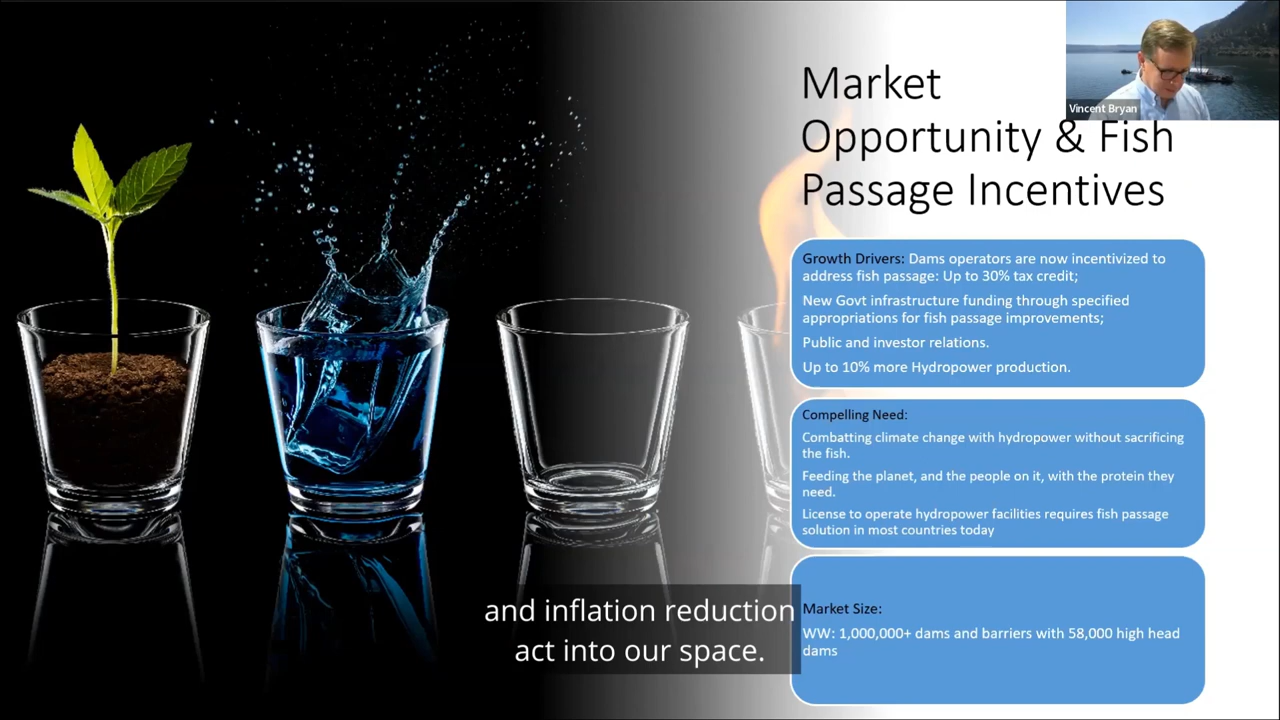 Market
Opportunity & Fish
Passage Incentives
Vincent Bryan
Growth Drivers: Dams operators are now incentivized to
address fish passage: Up to 30% tax credit;
New Govt infrastructure funding through specified
appropriations for fish passage improvements;
Public and investor relations.
Up to 10% more Hydropower production.
Compelling Need:
Combatting climate change with hydropower without sacrificing
the fish.
Feeding the planet, and the people on it, with the protein they
need.
License to operate hydropower facilities requires fish passage
solution in most countries today
Market Size:
WW: 1,000,000+ dams and barriers with 58,000 high head
dams
and inflation reduction
act into our space.